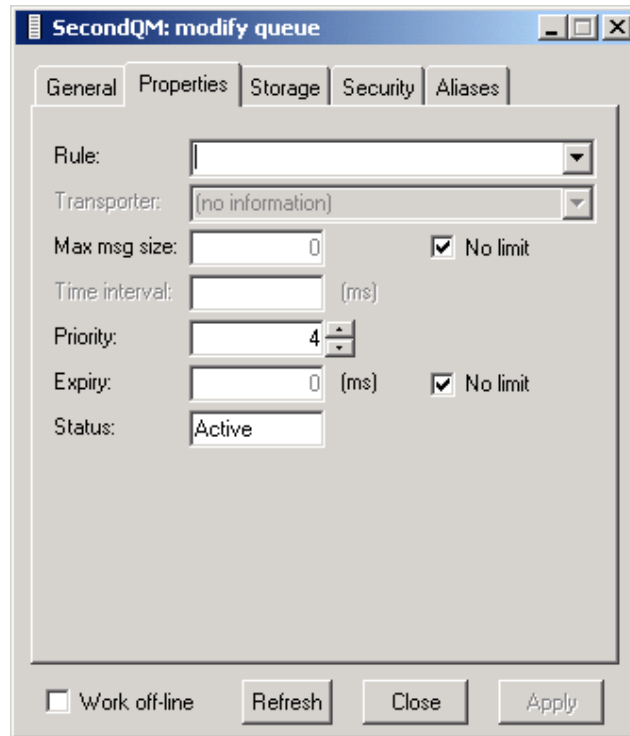 SecondQM: modify queue
General Properties Storage Security Aliases
Rule:
Transporter: (no information)
Max msg size: 0 No limit
Time interval: (ms)
Priority: 4
Expiry: 0 (ms) No limit
Status: Active
Work off-line Refresh Close Apply